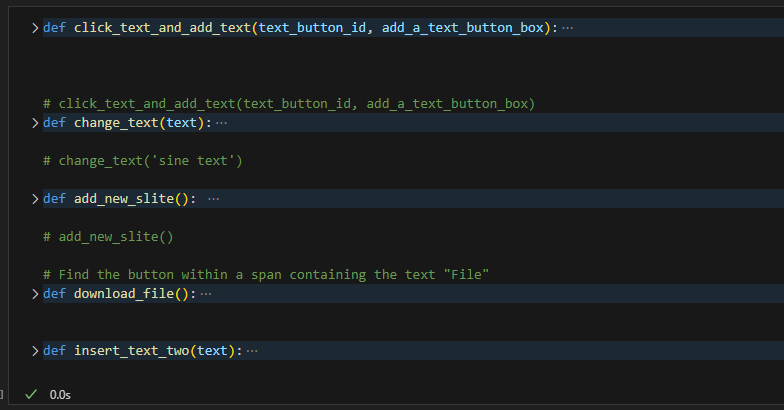 def click_text_and_add_text(text_button_id, add_a_text_button_box): ···
# click_text_and_add_text(text_button_id, add_a_text_button_box)
def change_text(text): ···
# change_text('sine text')
def add_new_slite(): ···
# add_new_slite()
# Find the button within a span containing the text "File"
def download_file(): ···
def insert_text_two(text): ···
] ✓ 0.0s